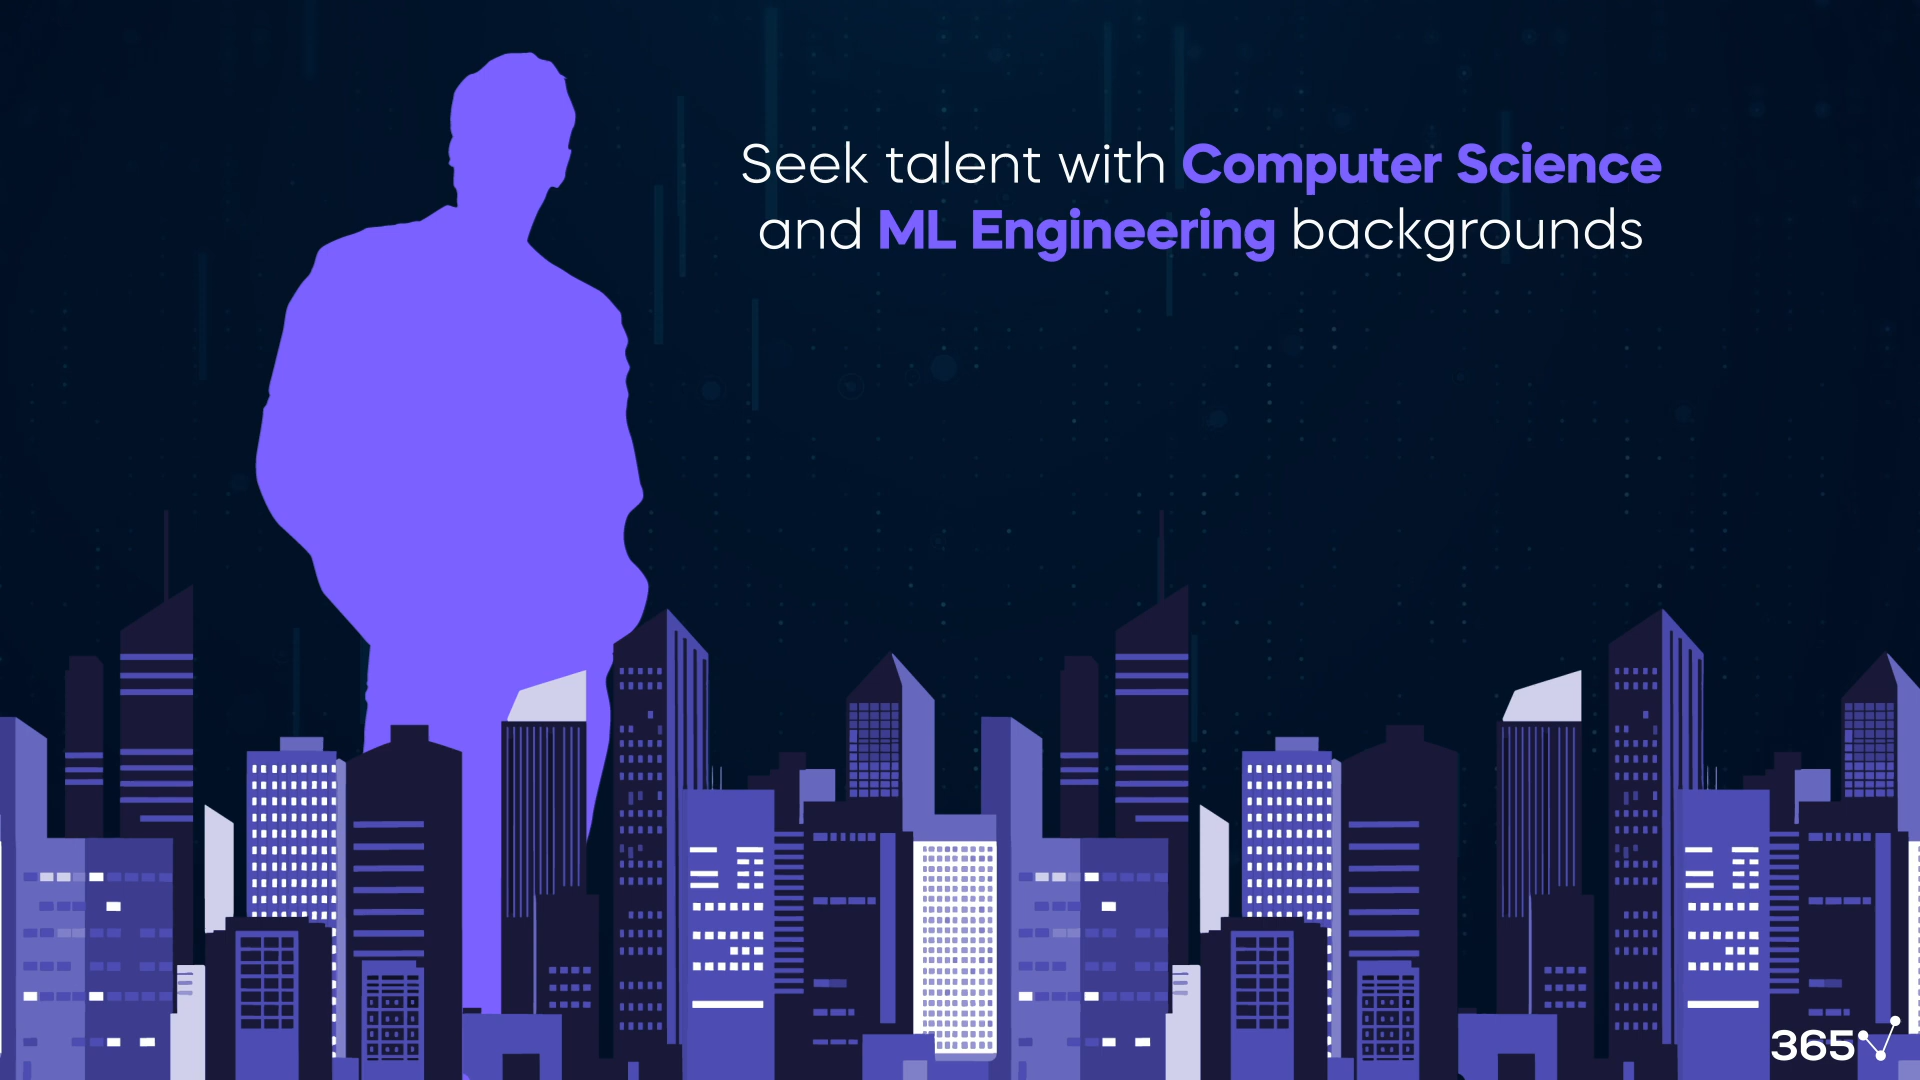 Seek talent with Computer Science
and ML Engineering backgrounds
365